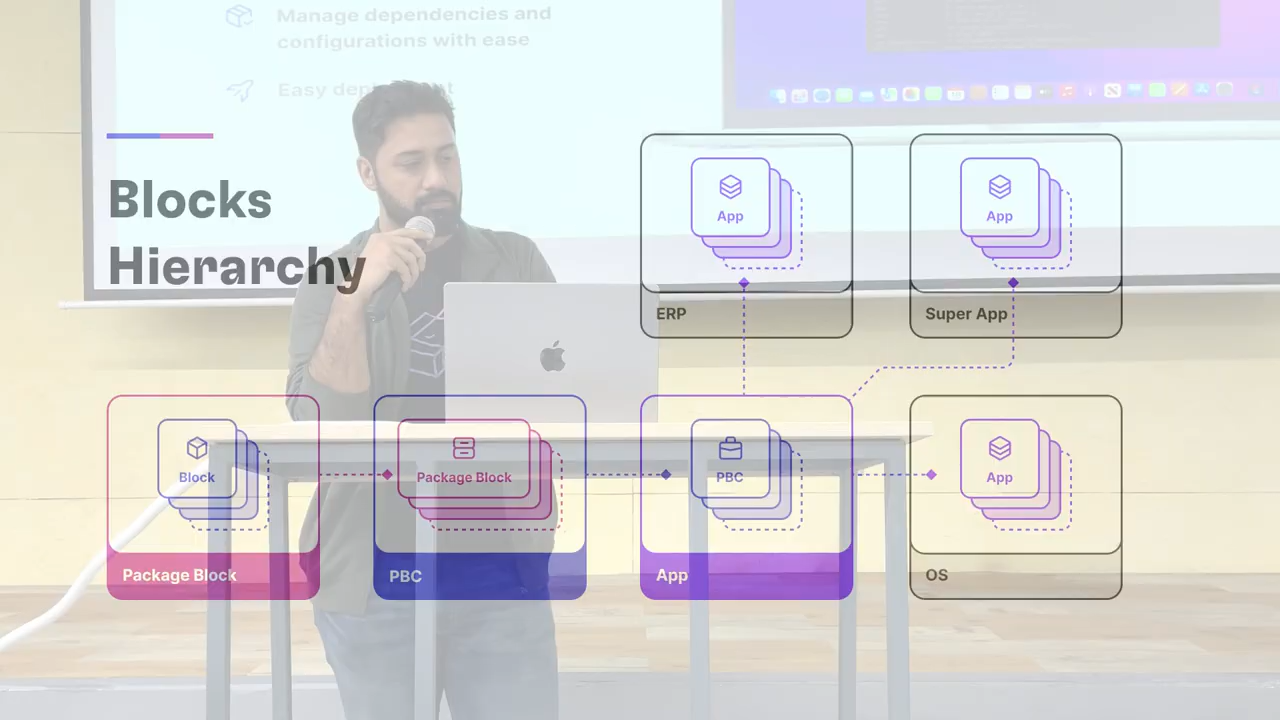 Manage dependencies and
configurations with ease
Easy deployment
Blocks
Hierarchy
App
ERP
App
Super App
Block
Package Block
Package Block
PBC
PBC
App
App
OS